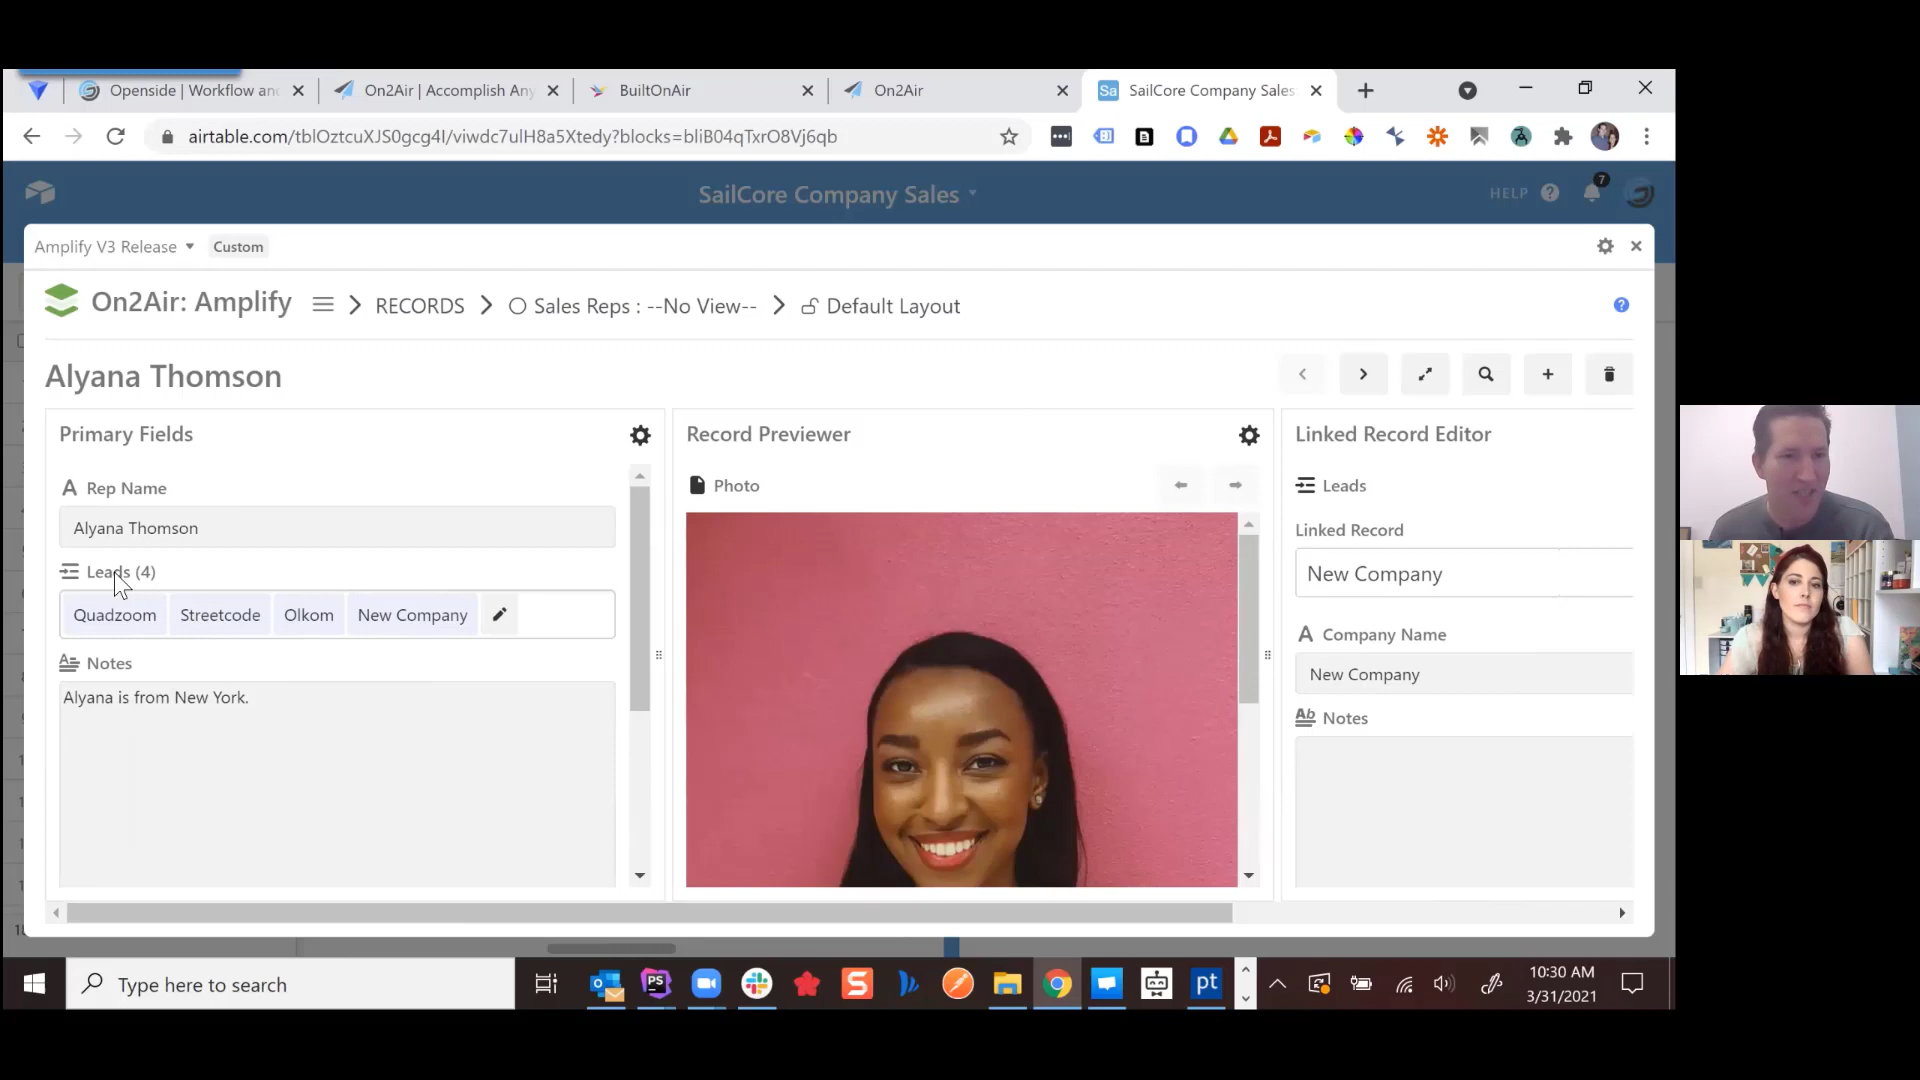 Openside | Workflow and
On2Air | Accomplish Any
BuiltOnAir
On2Air
Sa
SailCore Company Sales
airtable.com/tblOztcuXJS0gcg4I/viwdc7ulH8a5Xtedy?blocks=bliB04qTxrO8Vj6qb
SailCore Company Sales
HELP
7
Amplify V3 Release
Custom
On2Air: Amplify
RECORDS
Sales Reps : --No View--
Default Layout
Alyana Thomson
Primary Fields
Rep Name
Alyana Thomson
Leads (4)
Quadzoom
Streetcode
Olkom
New Company
Notes
Alyana is from New York.
Record Previewer
Photo
Linked Record Editor
Leads
Linked Record
New Company
Company Name
New Company
Notes
Type here to search
PS
pt
10:30 AM
3/31/2021